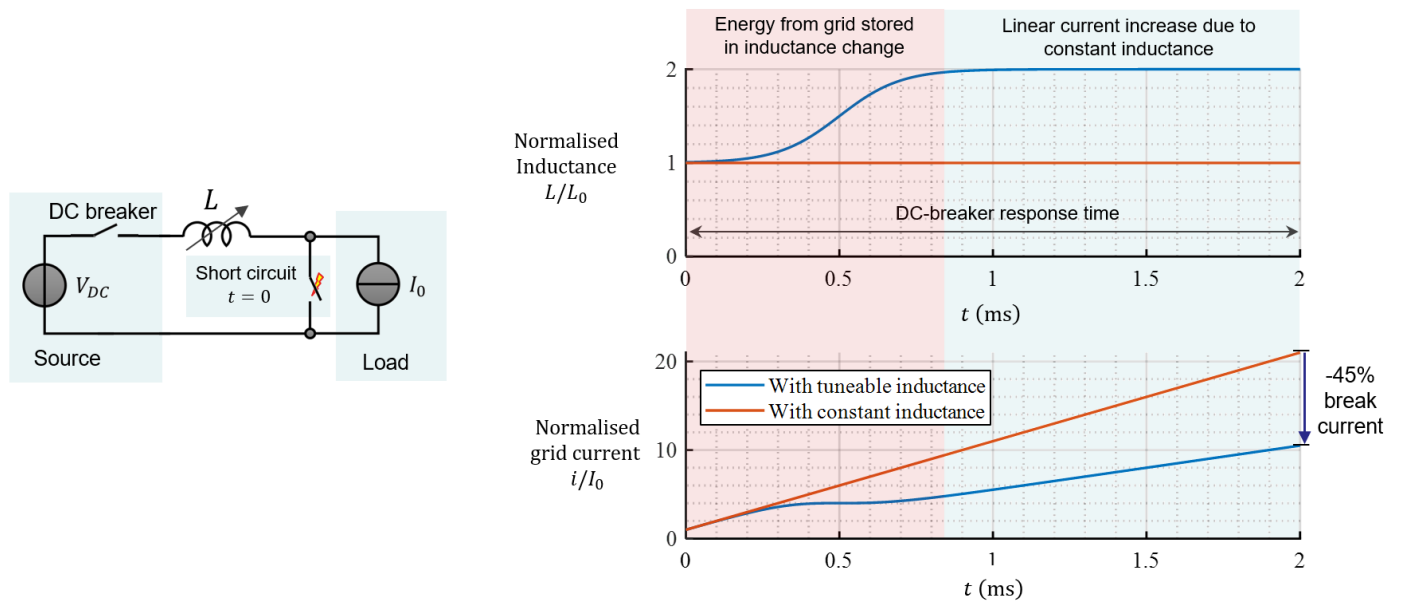 DC breaker
L
V_DC
Short circuit
t = 0
I_0
Source
Load
Energy from grid stored
in inductance change
Linear current increase due to
constant inductance
2
1
0
Normalised
Inductance
L/L_0
DC-breaker response time
0 0.5 1 1.5 2
t (ms)
20
10
0
With tuneable inductance
With constant inductance
Normalised
grid current
i/I_0
-45%
break
current
0 0.5 1 1.5 2
t (ms)